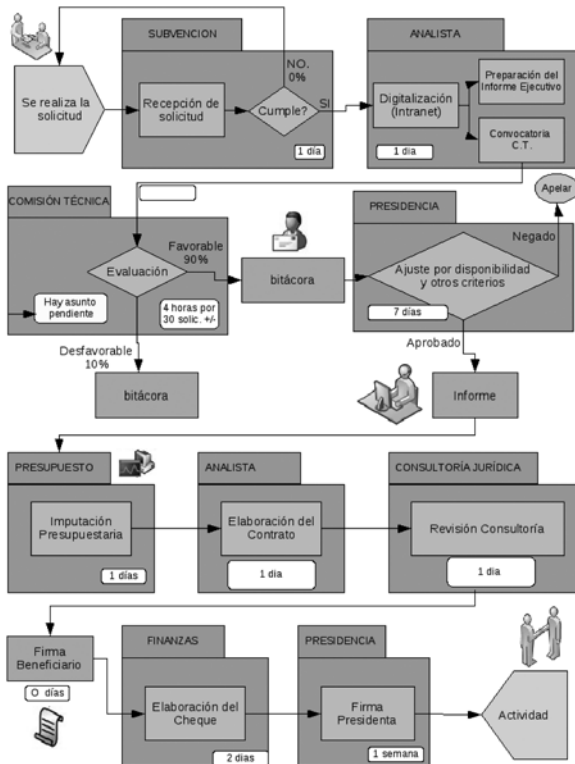 SUBVENCION
ANALISTA
NO.
0%
Se realiza la
solicitud
Recepción de
solicitud
Cumple?
SI
Digitalización
(Intranet)
Preparación del
Informe Ejecutivo
Convocatoria
C.T.
1 día
1 dia
COMISIÓN TÉCNICA
PRESIDENCIA
Apelar
Favorable
90%
Negado
Evaluación
bitácora
Ajuste por disponibilidad
y otros criterios
Hay asunto
pendiente
4 horas por
30 solic. +/-
7 días
Desfavorable
10%
Aprobado
bitácora
Informe
PRESUPUESTO
ANALISTA
CONSULTORÍA JURÍDICA
Imputación
Presupuestaria
Elaboración del
Contrato
Revisión Consultoría
1 días
1 dia
1 dia
Firma
Beneficiario
FINANZAS
PRESIDENCIA
O días
Elaboración del
Cheque
Firma
Presidenta
Actividad
2 dias
1 semana